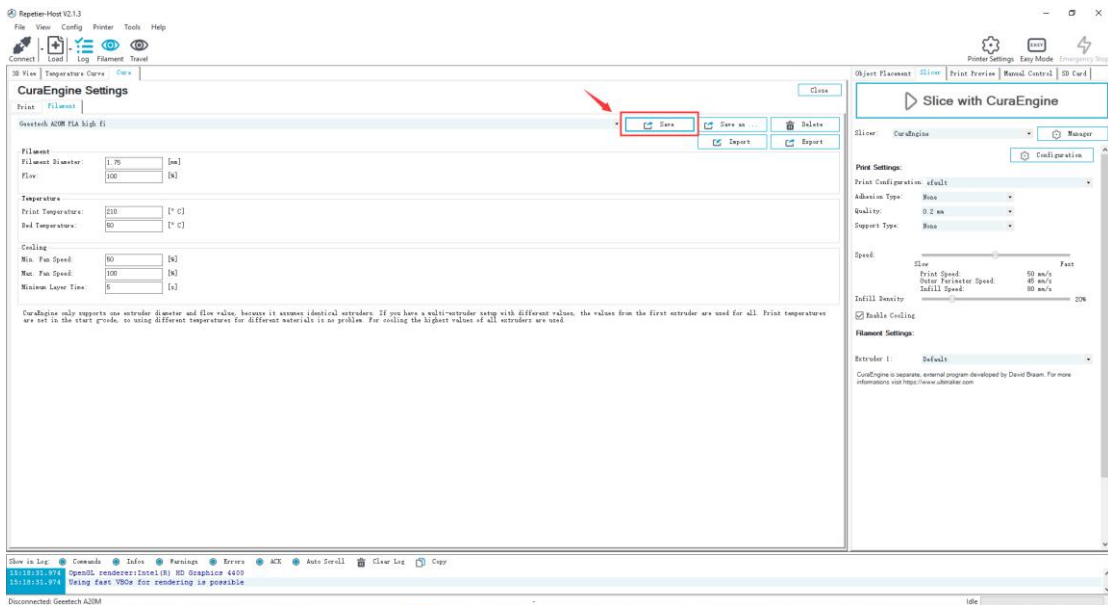 Repetier-Host V2.1.3
File View Config Printer Tools Help
Connect Load Log Filament Travel
Printer Settings Easy Mode Emergency Stop
EASY
3D View Temperature Curve Cura
Object Placement Slicer Print Preview Manual Control SD Card
CuraEngine Settings
Close
Print Filament
Geeetech A20M PLA high fi
Save Save as ... Delete
Import Export
Filament
Filament Diameter: 1.75 [mm]
Flow: 100 [%]
Temperature
Print Temperature: 210 [° C]
Bed Temperature: 50 [° C]
Cooling
Min. Fan Speed: 50 [%]
Max. Fan Speed: 100 [%]
Minimum Layer Time: 5 [s]
CuraEngine only supports one extruder diameter and flow value, because it assumes identical extruders. If you have a multi-extruder setup with different values, the values from the first extruder are used for all. Print temperatures
are set in the start g-code, so using different temperatures for different materials is no problem. For cooling the highest values of all extruders are used.
Slice with CuraEngine
Slicer: CuraEngine Manager
Configuration
Print Settings:
Print Configuration: efault
Adhesion Type: None
Quality: 0.2 mm
Support Type: None
Speed:
Slow Fast
Print Speed: 50 mm/s
Outer Perimeter Speed: 45 mm/s
Infill Speed: 80 mm/s
Infill Density 20%
Enable Cooling
Filament Settings:
Extruder 1: Default
CuraEngine is separate, external program developed by David Braam. For more
informations visit https://www.ultimaker.com
Show in Log: Commands Infos Warnings Errors ACK Auto Scroll Clear Log Copy
15:18:31.974 OpenGL renderer:Intel(R) HD Graphics 4400
15:18:31.974 Using fast VBOs for rendering is possible
Disconnected: Geeetech A20M - Idle